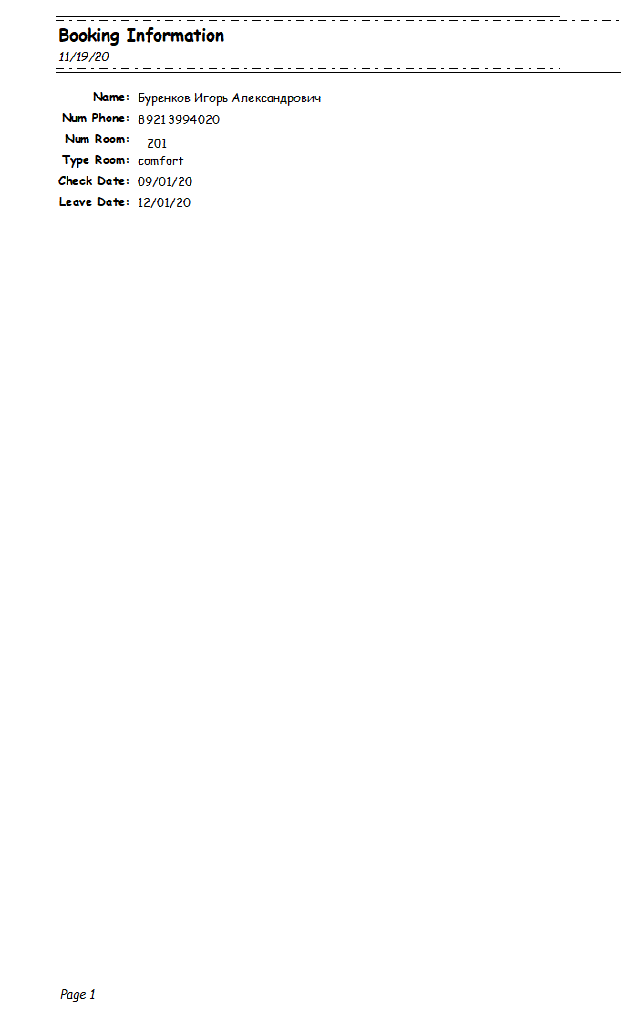 Booking Information
11/19/20
Name: Буренков Игорь Александрович
Num Phone: 89213994020
Num Room: 201
Type Room: comfort
Check Date: 09/01/20
Leave Date: 12/01/20
Page 1